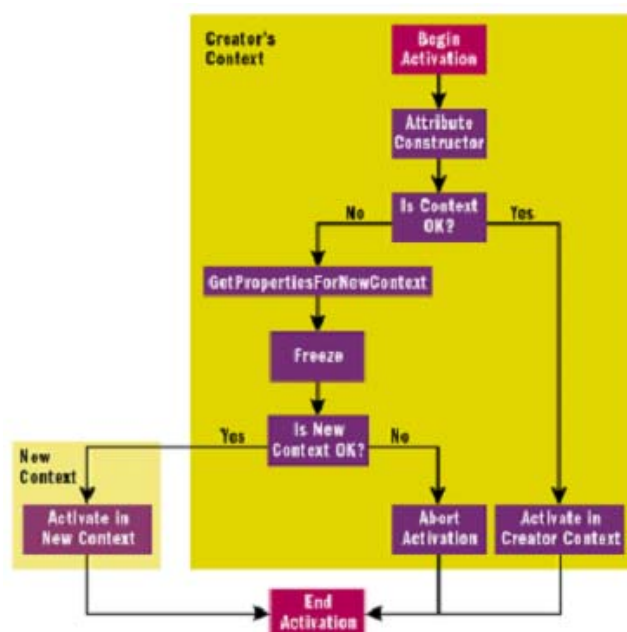 Creator's
Context
Begin
Activation
Attribute
Constructor
Is Context
OK?
No
Yes
GetPropertiesForNewContext
Freeze
Is New
Context OK?
Yes
No
New
Context
Activate in
New Context
Abort
Activation
Activate in
Creator Context
End
Activation